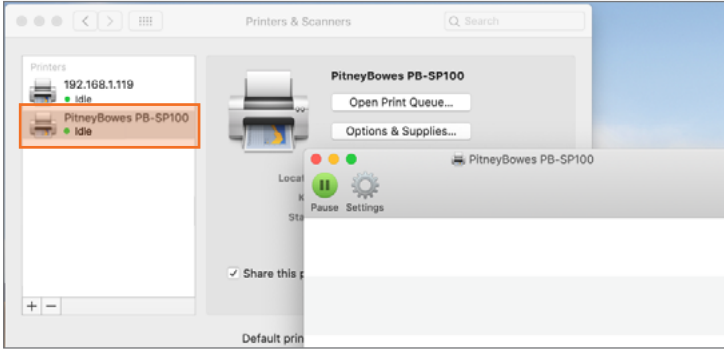 Printers & Scanners
Search
Printers
192.168.1.119
Idle
PitneyBowes PB-SP100
Idle
PitneyBowes PB-SP100
Open Print Queue...
Options & Supplies...
Share this
Default
PitneyBowes PB-SP100
Pause Settings